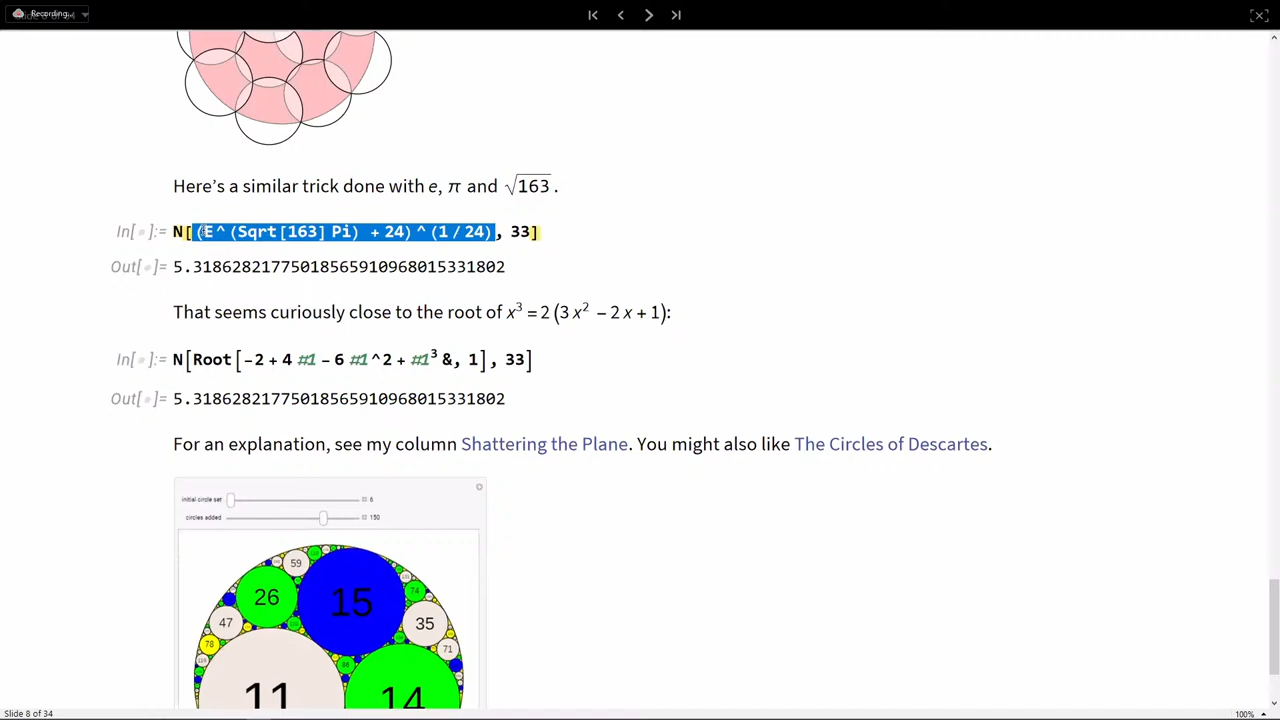 Recording...
Here's a similar trick done with e, π and √163.
In[ ]:= N[(E^(Sqrt[163] Pi) + 24)^(1/24), 33]
Out[ ]= 5.31862821775018565910968015331802
That seems curiously close to the root of x³ = 2 (3 x² − 2 x + 1):
In[ ]:= N[Root[−2 + 4 #1 − 6 #1^2 + #1³ &, 1], 33]
Out[ ]= 5.31862821775018565910968015331802
For an explanation, see my column Shattering the Plane. You might also like The Circles of Descartes.
initial circle set 6
circles added 150
59
15
26
74
47
35
78
71
11
14
Slide 8 of 34
100%